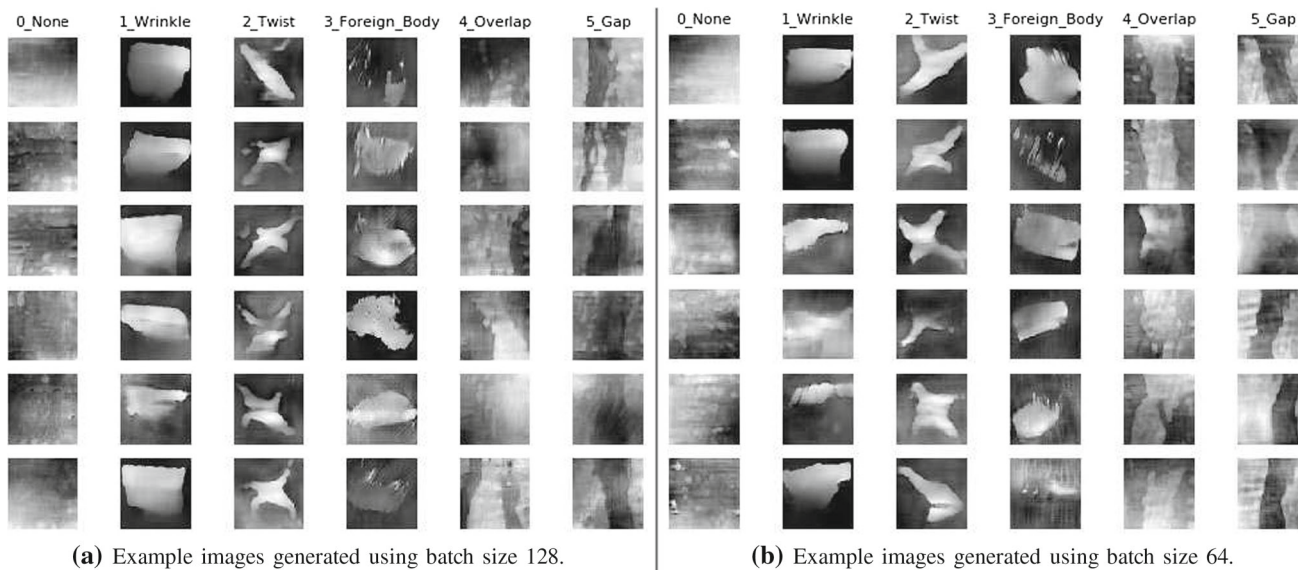 0_None 1_Wrinkle 2_Twist 3_Foreign_Body 4_Overlap 5_Gap
0_None 1_Wrinkle 2_Twist 3_Foreign_Body 4_Overlap 5_Gap
(a) Example images generated using batch size 128.
(b) Example images generated using batch size 64.